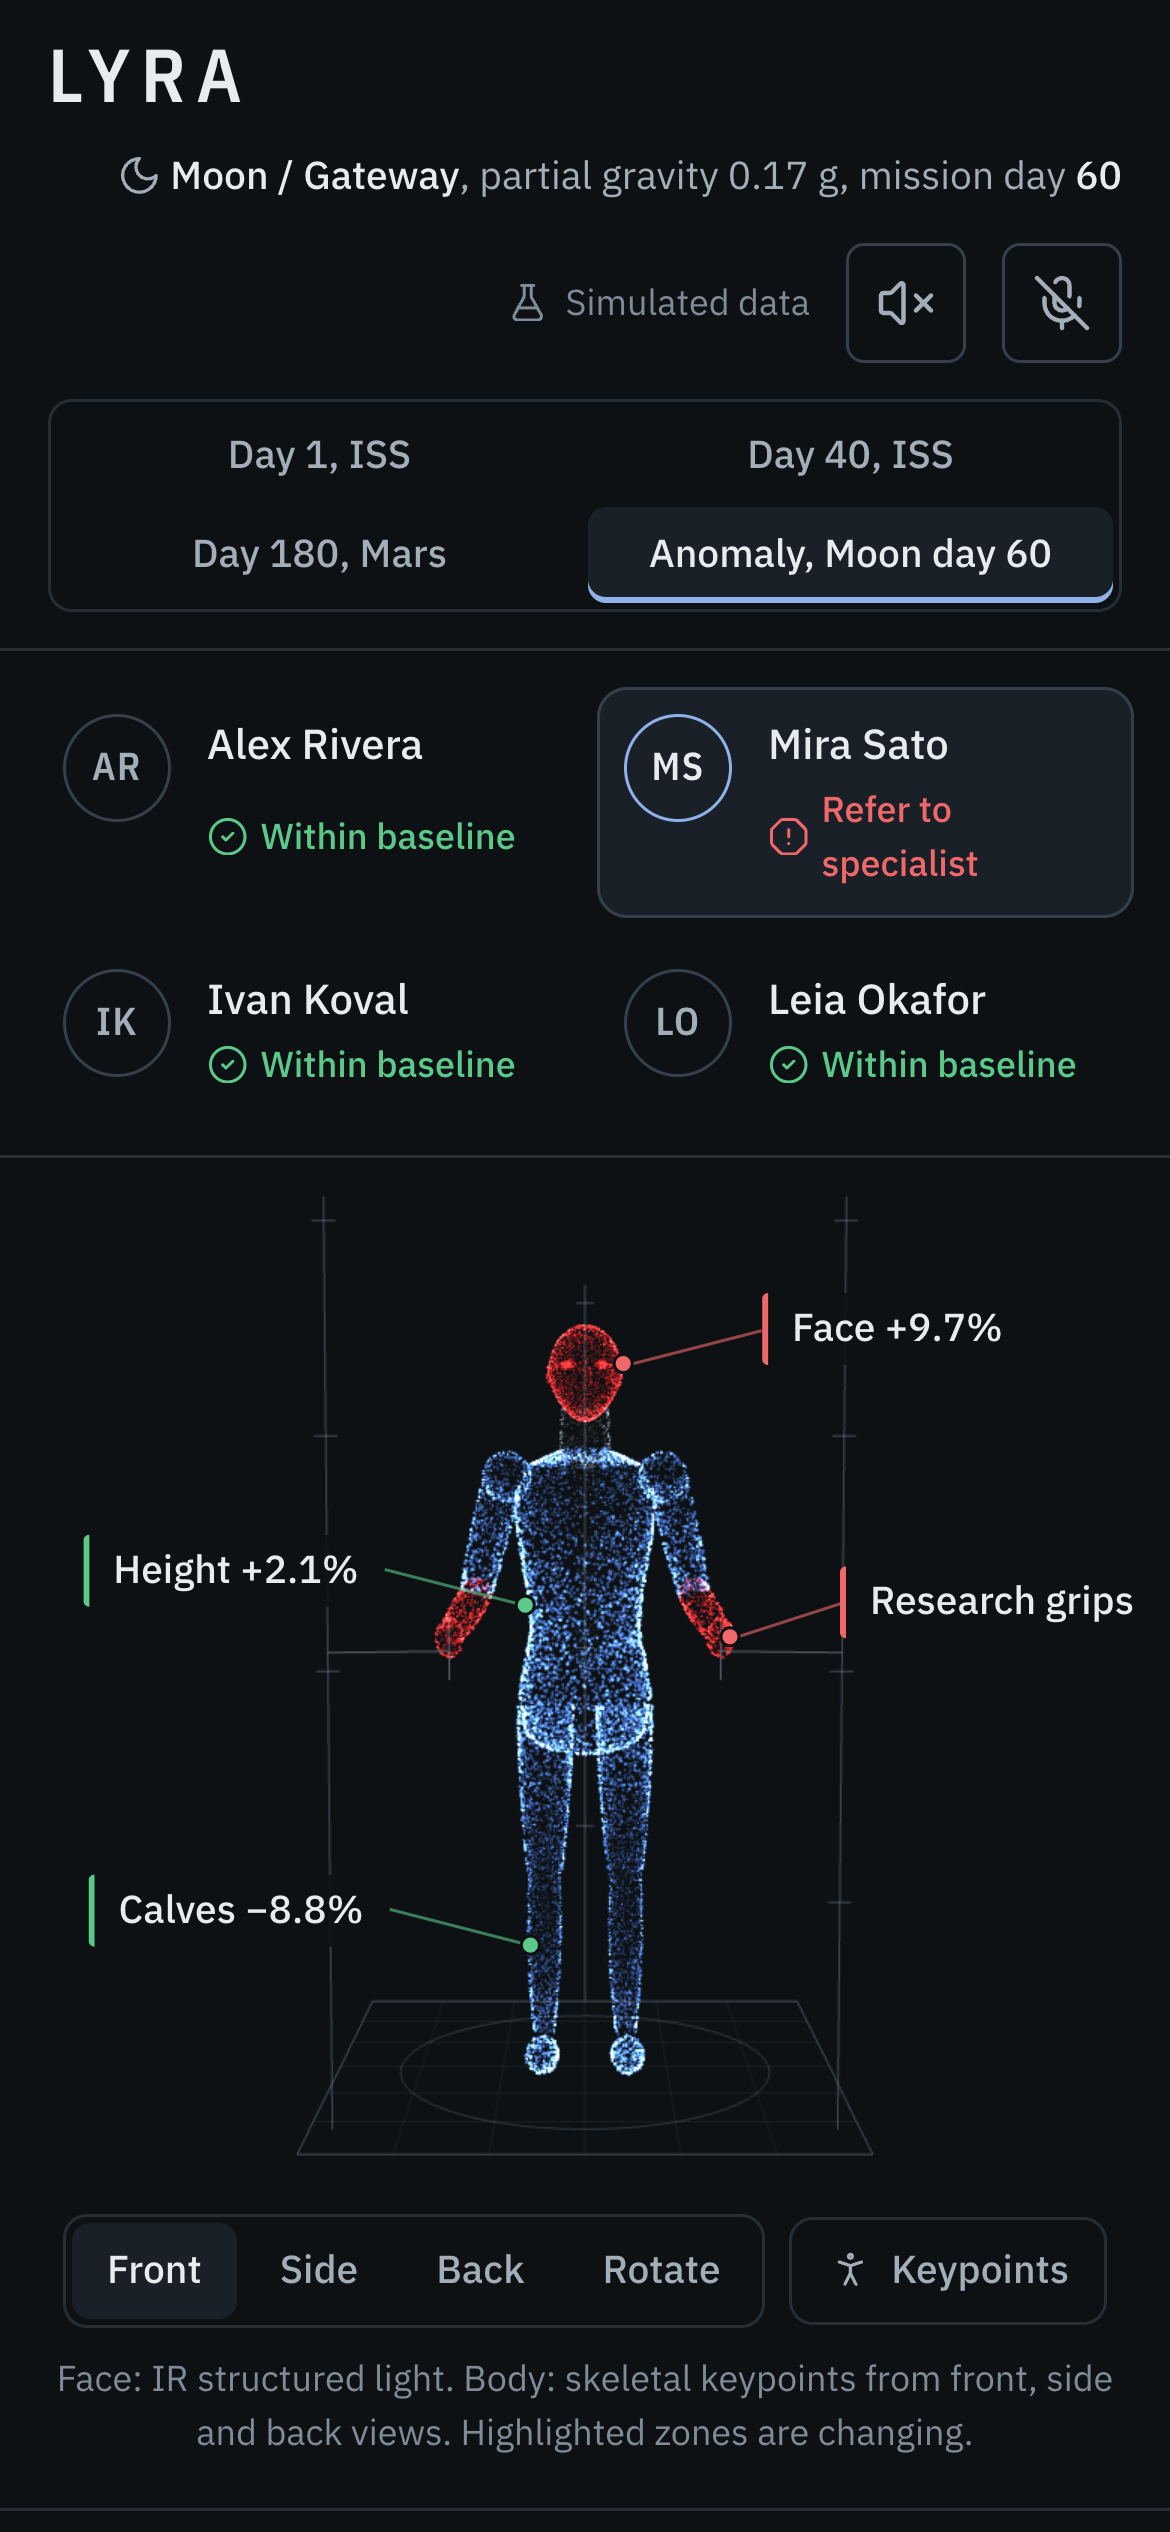 LYRA
Moon / Gateway, partial gravity 0.17 g, mission day 60
Simulated data
Day 1, ISS
Day 40, ISS
Day 180, Mars
Anomaly, Moon day 60
AR
Alex Rivera
Within baseline
MS
Mira Sato
Refer to
specialist
IK
Ivan Koval
Within baseline
LO
Leia Okafor
Within baseline
Face +9.7%
Height +2.1%
Research grips
Calves −8.8%
Front
Side
Back
Rotate
Keypoints
Face: IR structured light. Body: skeletal keypoints from front, side
and back views. Highlighted zones are changing.